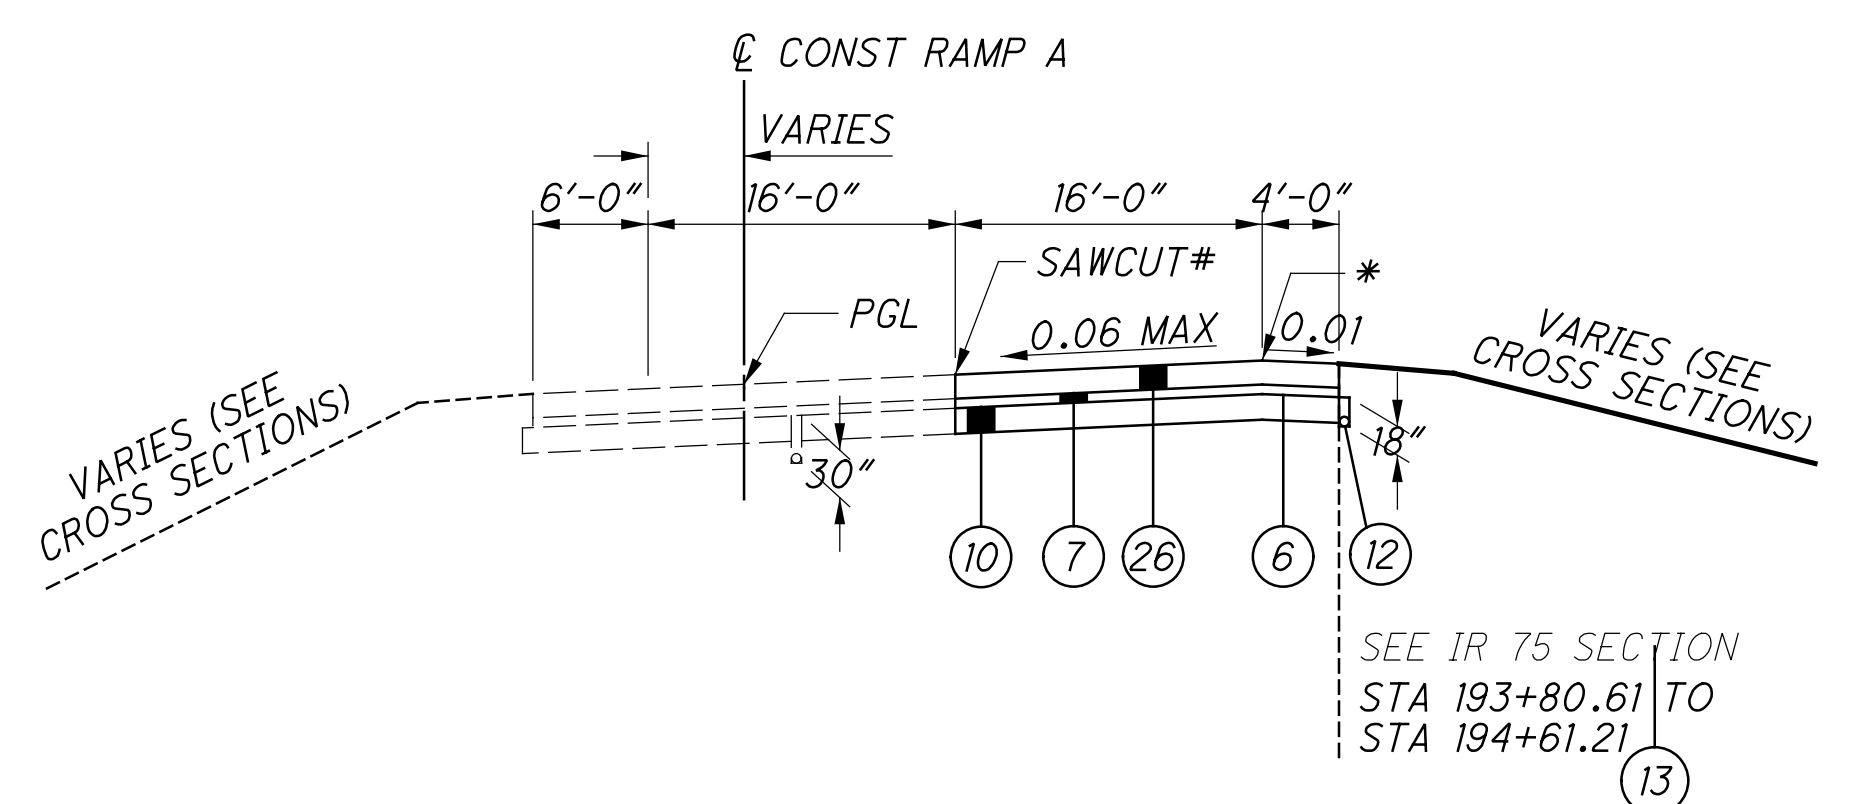 ℄ CONST RAMP A
VARIES
6'-0"
16'-0"
16'-0"
4'-0"
SAWCUT#
*
PGL
0.06 MAX
0.01
VARIES (SEE
CROSS SECTIONS)
VARIES (SEE
CROSS SECTIONS)
30"
18"
10
7
26
6
12
SEE IR 75 SECTION
STA 193+80.61 TO
STA 194+61.21
13